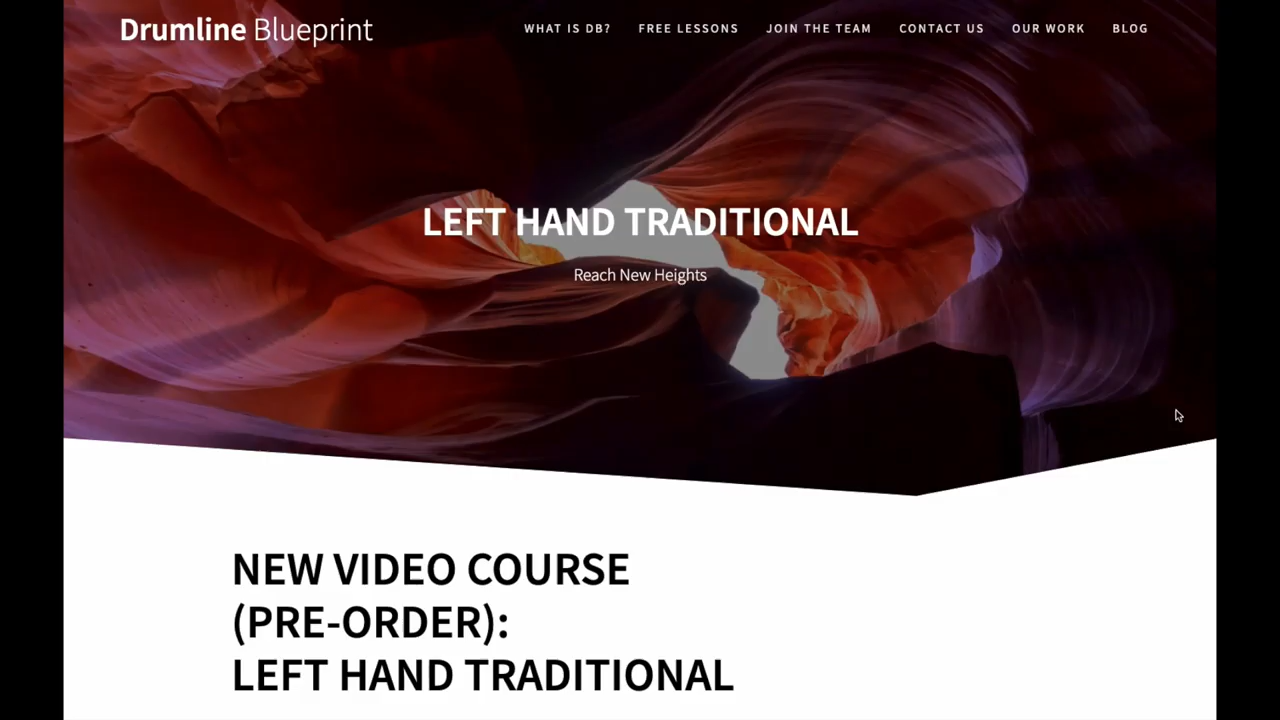 Drumline Blueprint
WHAT IS DB? FREE LESSONS JOIN THE TEAM CONTACT US OUR WORK BLOG
LEFT HAND TRADITIONAL
Reach New Heights
NEW VIDEO COURSE
(PRE-ORDER):
LEFT HAND TRADITIONAL